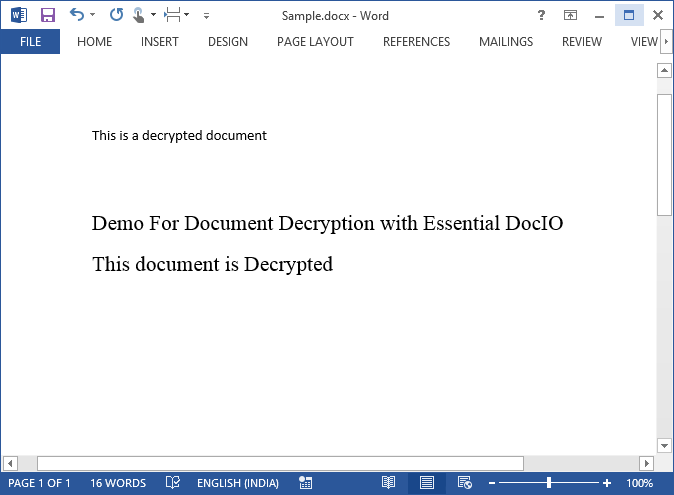 Sample.docx - Word
FILE HOME INSERT DESIGN PAGE LAYOUT REFERENCES MAILINGS REVIEW VIEW
This is a decrypted document
Demo For Document Decryption with Essential DocIO
This document is Decrypted
PAGE 1 OF 1 16 WORDS ENGLISH (INDIA) 100%